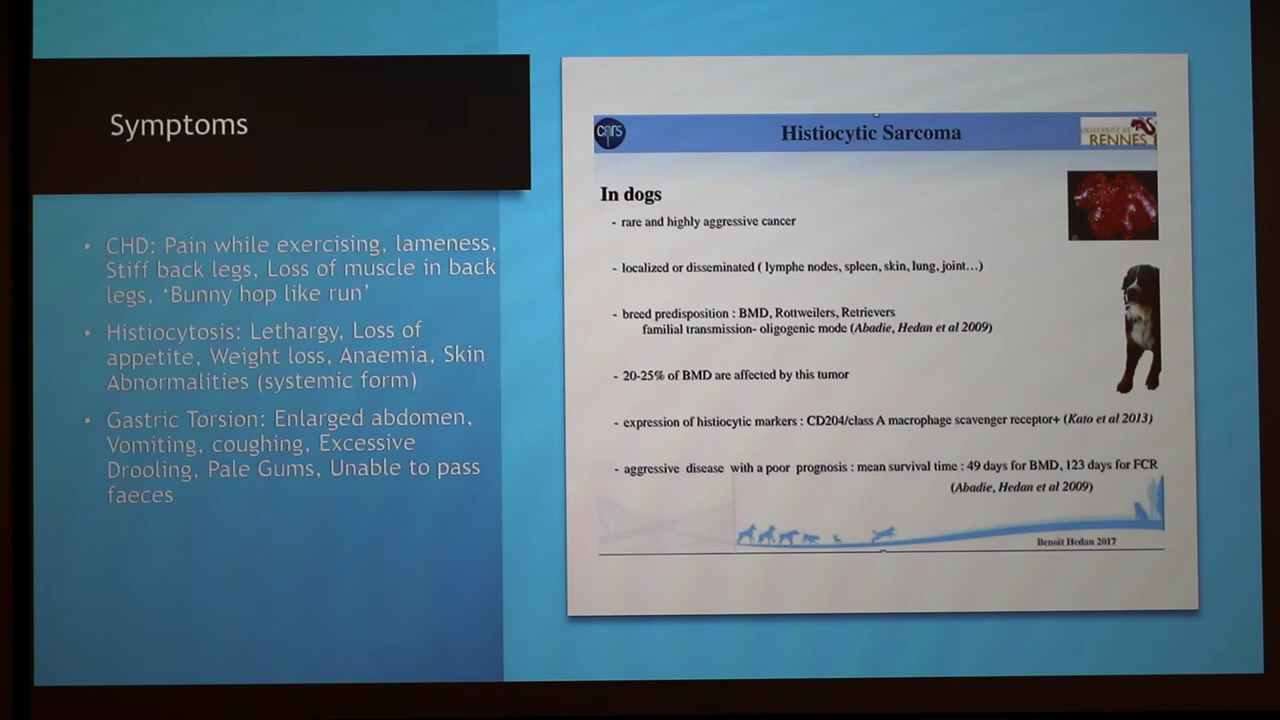 Symptoms
• CHD: Pain while exercising, lameness,
Stiff back legs, Loss of muscle in back
legs, ‘Bunny hop like run’
• Histiocytosis: Lethargy, Loss of
appetite, Weight loss, Anaemia, Skin
Abnormalities (systemic form)
• Gastric Torsion: Enlarged abdomen,
Vomiting, coughing, Excessive
Drooling, Pale Gums, Unable to pass
faeces
cnrs
Histiocytic Sarcoma
UNIVERSITÉ DE
RENNES 1
In dogs
- rare and highly aggressive cancer
- localized or disseminated ( lymphe nodes, spleen, skin, lung, joint…)
- breed predisposition : BMD, Rottweilers, Retrievers
familial transmission- oligogenic mode (Abadie, Hedan et al 2009)
- 20-25% of BMD are affected by this tumor
- expression of histiocytic markers : CD204/class A macrophage scavenger receptor+ (Kato et al 2013)
- aggressive disease with a poor prognosis : mean survival time : 49 days for BMD, 123 days for FCR
(Abadie, Hedan et al 2009)
Benoit Hedan 2017